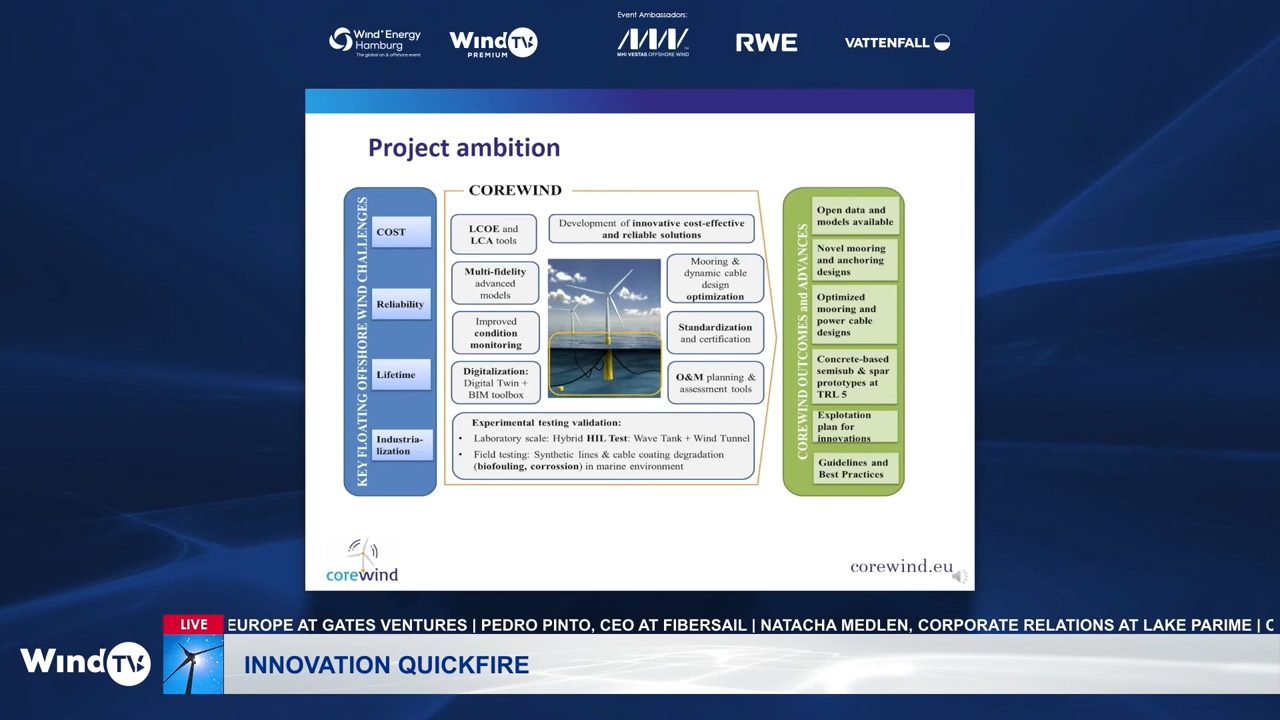 Event Ambassadors:
Wind Energy
Hamburg
The global on & offshore event
WindTV
PREMIUM
MHI VESTAS OFFSHORE WIND
RWE
VATTENFALL
Project ambition
KEY FLOATING OFFSHORE WIND CHALLENGES
COST
Reliability
Lifetime
Industria-
lization
COREWIND
LCOE and
LCA tools
Development of innovative cost-effective
and reliable solutions
Multi-fidelity
advanced
models
Mooring &
dynamic cable
design
optimization
Improved
condition
monitoring
Standardization
and certification
Digitalization:
Digital Twin +
BIM toolbox
O&M planning &
assessment tools
Experimental testing validation:
• Laboratory scale: Hybrid HIL Test: Wave Tank + Wind Tunnel
• Field testing: Synthetic lines & cable coating degradation
(biofouling, corrossion) in marine environment
COREWIND OUTCOMES and ADVANCES
Open data and
models available
Novel mooring
and anchoring
designs
Optimized
mooring and
power cable
designs
Concrete-based
semisub & spar
prototypes at
TRL 5
Explotation
plan for
innovations
Guidelines and
Best Practices
corewind
corewind.eu
LIVE
EUROPE AT GATES VENTURES | PEDRO PINTO, CEO AT FIBERSAIL | NATACHA MEDLEN, CORPORATE RELATIONS AT LAKE PARIME |
WindTV
INNOVATION QUICKFIRE